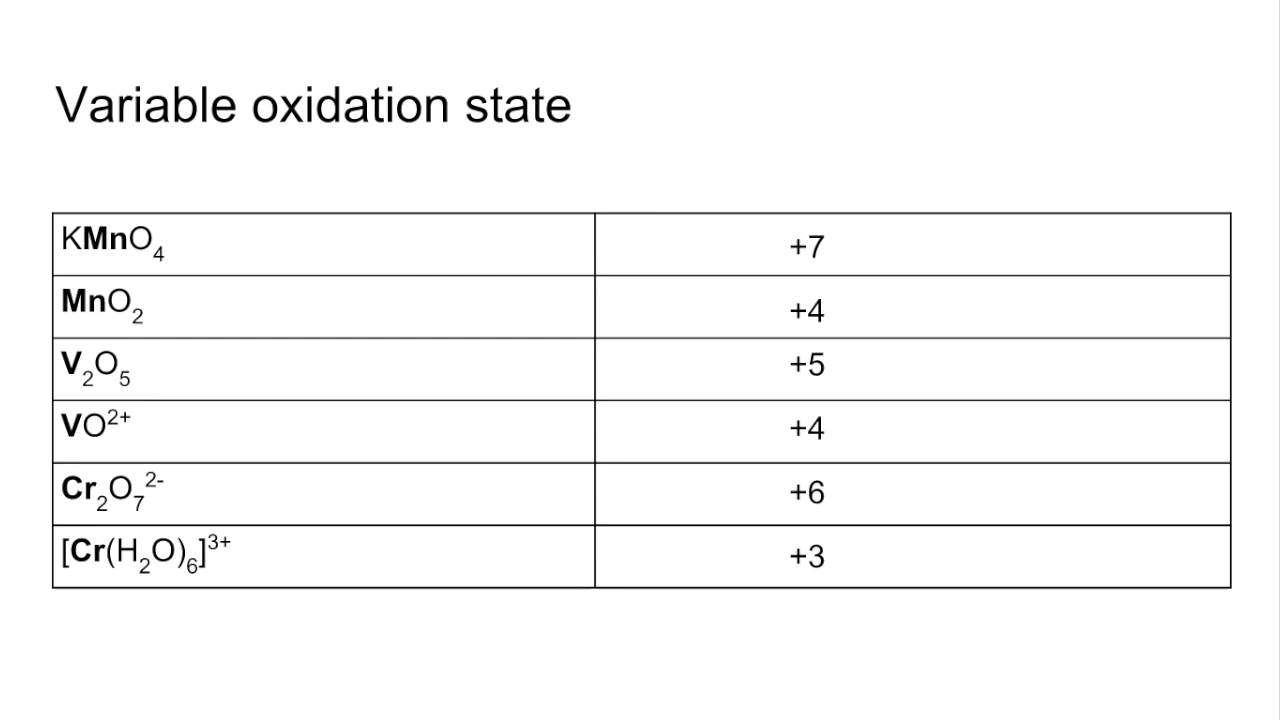 Variable oxidation state
KMnO₄ +7
MnO₂ +4
V₂O₅ +5
VO²⁺ +4
Cr₂O₇²⁻ +6
[Cr(H₂O)₆]³⁺ +3